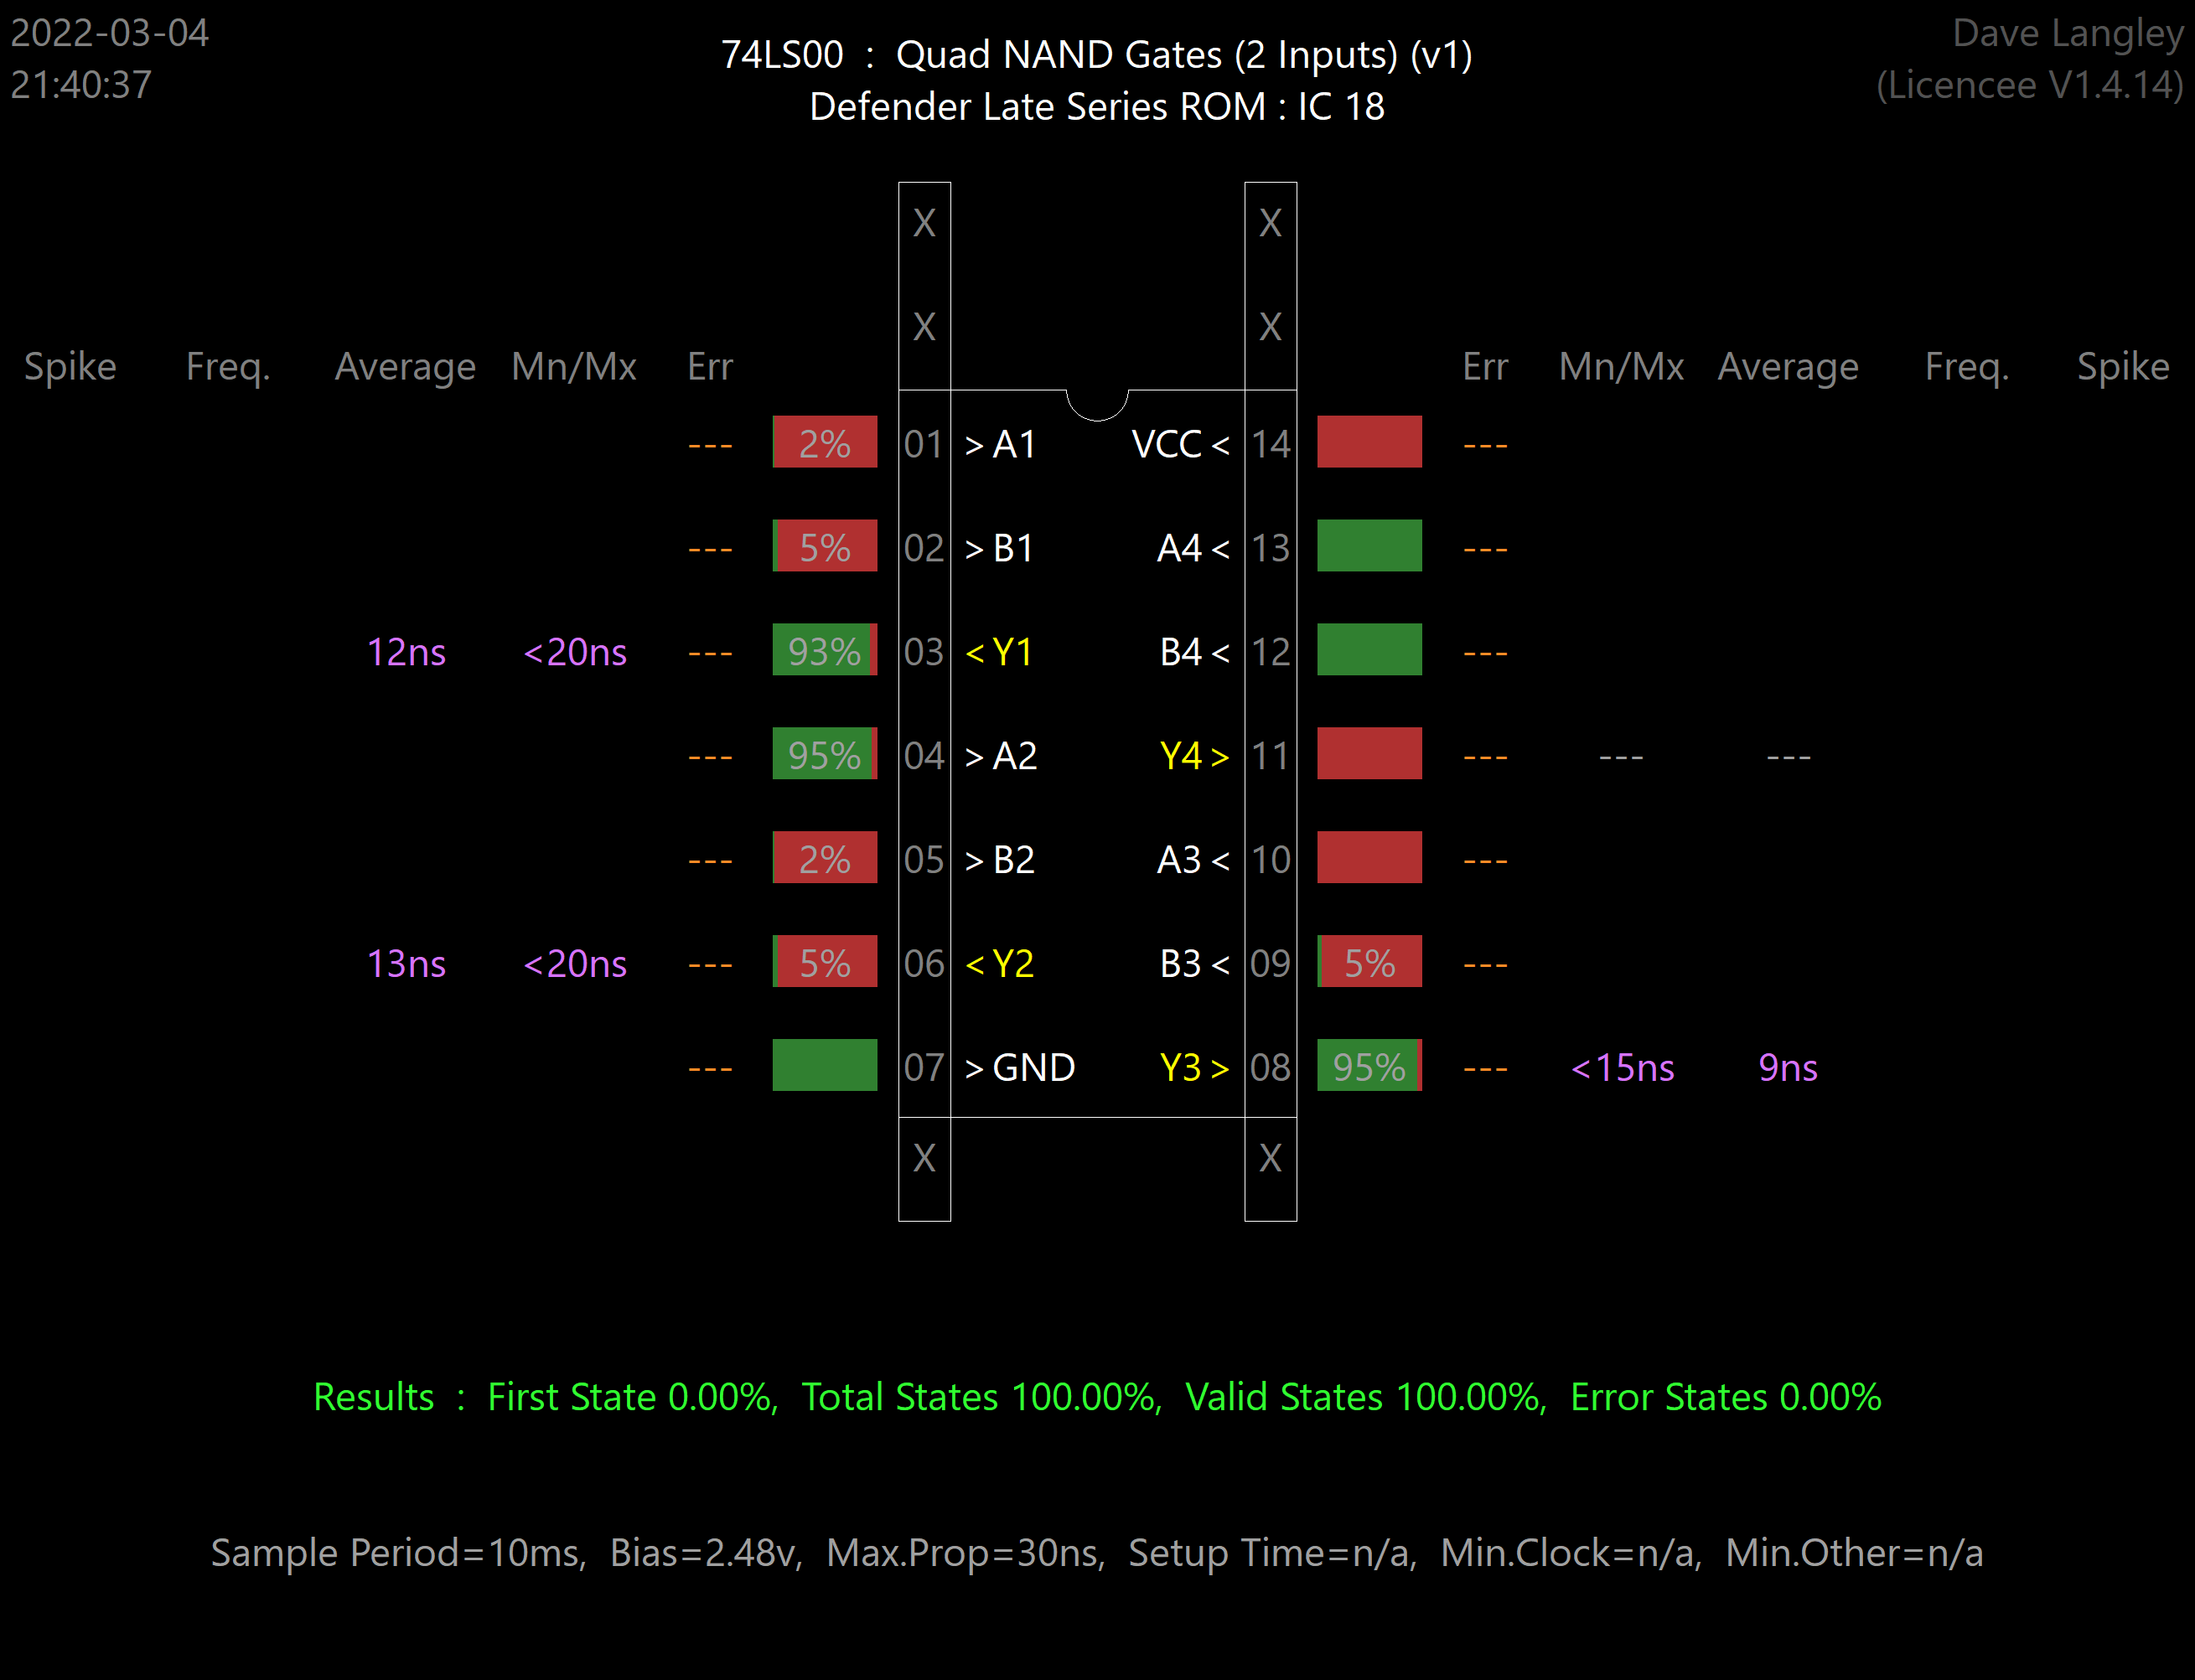 2022-03-04
21:40:37
74LS00 : Quad NAND Gates (2 Inputs) (v1)
Defender Late Series ROM : IC 18
Dave Langley
(Licencee V1.4.14)
X X
X X
Spike Freq. Average Mn/Mx Err Err Mn/Mx Average Freq. Spike
--- 2% 01 > A1 VCC < 14 ---
--- 5% 02 > B1 A4 < 13 ---
12ns <20ns --- 93% 03 < Y1 B4 < 12 ---
--- 95% 04 > A2 Y4 > 11 --- --- ---
--- 2% 05 > B2 A3 < 10 ---
13ns <20ns --- 5% 06 < Y2 B3 < 09 5% ---
--- 07 > GND Y3 > 08 95% --- <15ns 9ns
X X
Results : First State 0.00%, Total States 100.00%, Valid States 100.00%, Error States 0.00%
Sample Period=10ms, Bias=2.48v, Max.Prop=30ns, Setup Time=n/a, Min.Clock=n/a, Min.Other=n/a